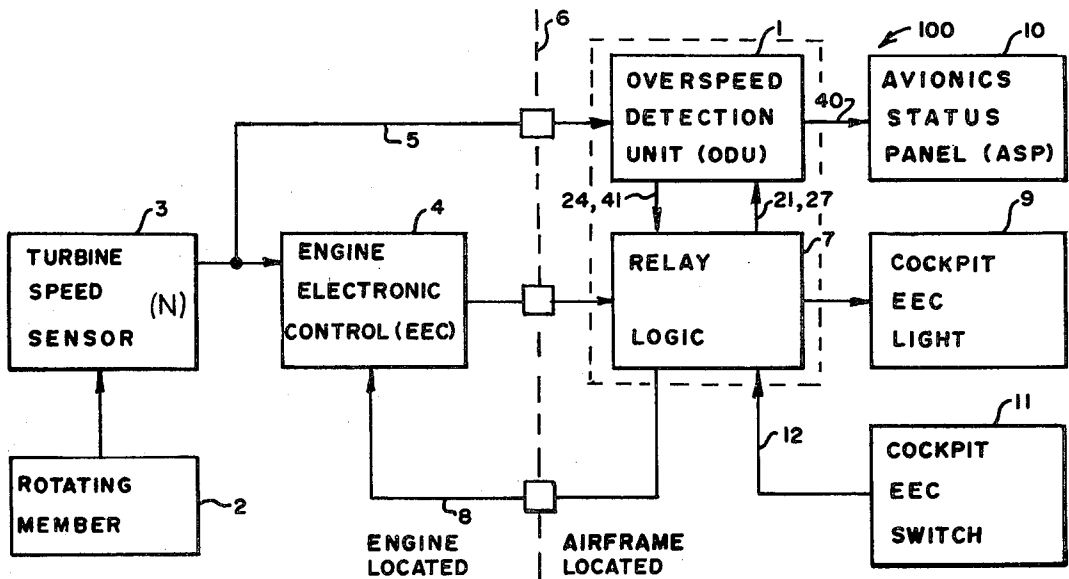 6
1
100
10
OVERSPEED
DETECTION
UNIT (ODU)
40
AVIONICS
STATUS
PANEL (ASP)
5
24, 41
21, 27
3
4
7
9
TURBINE
SPEED
SENSOR
(N)
ENGINE
ELECTRONIC
CONTROL (EEC)
RELAY
LOGIC
COCKPIT
EEC
LIGHT
12
11
ROTATING
MEMBER
2
8
COCKPIT
EEC
SWITCH
ENGINE
LOCATED
AIRFRAME
LOCATED